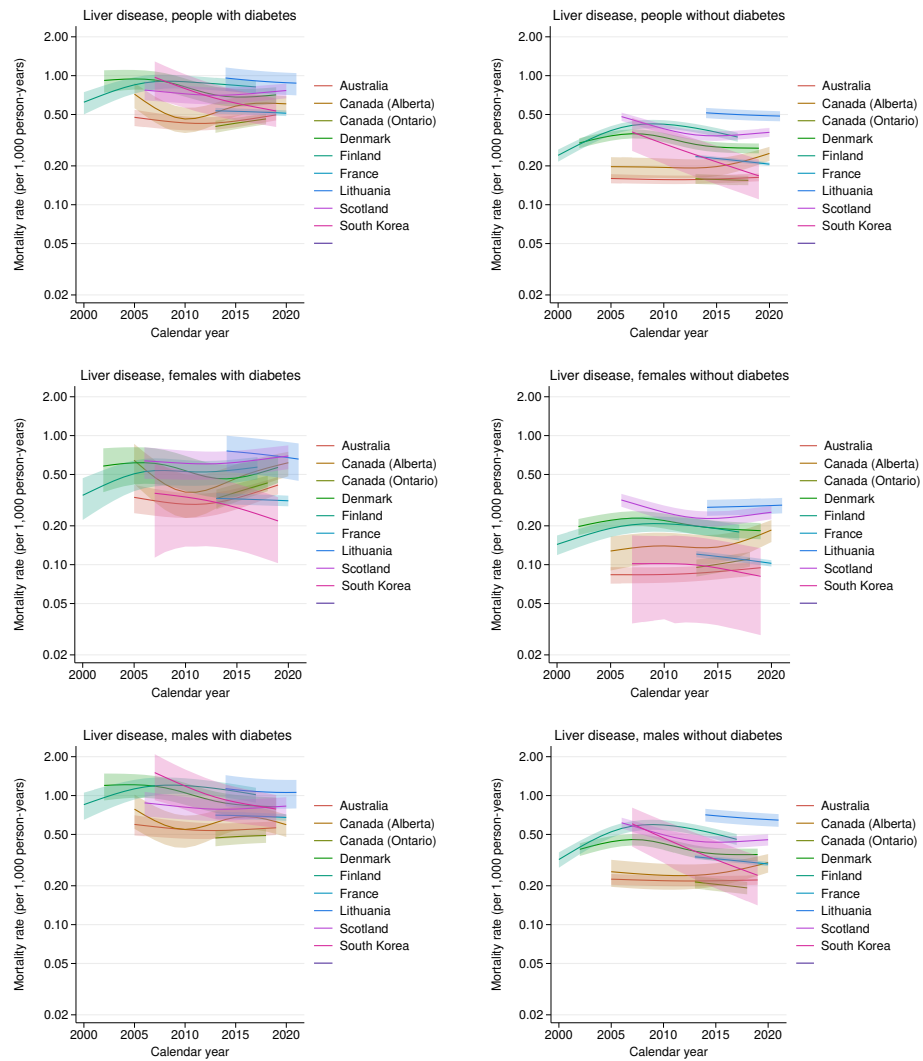 Liver disease, people with diabetes
Mortality rate (per 1,000 person-years)
2.00
1.00
0.50
0.20
0.10
0.05
0.02
2000 2005 2010 2015 2020
Calendar year
Australia
Canada (Alberta)
Canada (Ontario)
Denmark
Finland
France
Lithuania
Scotland
South Korea
Liver disease, people without diabetes
Mortality rate (per 1,000 person-years)
2.00
1.00
0.50
0.20
0.10
0.05
0.02
2000 2005 2010 2015 2020
Calendar year
Australia
Canada (Alberta)
Canada (Ontario)
Denmark
Finland
France
Lithuania
Scotland
South Korea
Liver disease, females with diabetes
Mortality rate (per 1,000 person-years)
2.00
1.00
0.50
0.20
0.10
0.05
0.02
2000 2005 2010 2015 2020
Calendar year
Australia
Canada (Alberta)
Canada (Ontario)
Denmark
Finland
France
Lithuania
Scotland
South Korea
Liver disease, females without diabetes
Mortality rate (per 1,000 person-years)
2.00
1.00
0.50
0.20
0.10
0.05
0.02
2000 2005 2010 2015 2020
Calendar year
Australia
Canada (Alberta)
Canada (Ontario)
Denmark
Finland
France
Lithuania
Scotland
South Korea
Liver disease, males with diabetes
Mortality rate (per 1,000 person-years)
2.00
1.00
0.50
0.20
0.10
0.05
0.02
2000 2005 2010 2015 2020
Calendar year
Australia
Canada (Alberta)
Canada (Ontario)
Denmark
Finland
France
Lithuania
Scotland
South Korea
Liver disease, males without diabetes
Mortality rate (per 1,000 person-years)
2.00
1.00
0.50
0.20
0.10
0.05
0.02
2000 2005 2010 2015 2020
Calendar year
Australia
Canada (Alberta)
Canada (Ontario)
Denmark
Finland
France
Lithuania
Scotland
South Korea